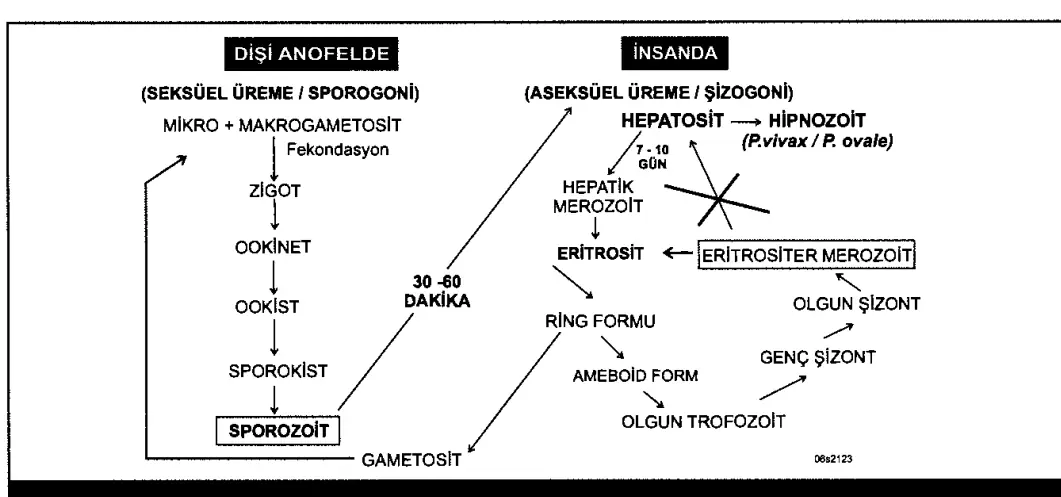 DİŞİ ANOFELDE
(SEKSÜEL ÜREME / SPOROGONİ)
MİKRO + MAKROGAMETOSİT
Fekondasyon
ZİGOT
OOKİNET
OOKİST
SPOROKİST
SPOROZOİT
GAMETOSİT
30 -60
DAKİKA
İNSANDA
(ASEKSÜEL ÜREME / ŞİZOGONİ)
HEPATOSİT → HİPNOZOİT
(P.vivax / P. ovale)
7 - 10
GÜN
HEPATİK
MEROZOİT
ERİTROSİT ← ERİTROSİTER MEROZOİT
RİNG FORMU
AMEBOİD FORM
OLGUN TROFOZOİT
GENÇ ŞİZONT
OLGUN ŞİZONT
06s2123